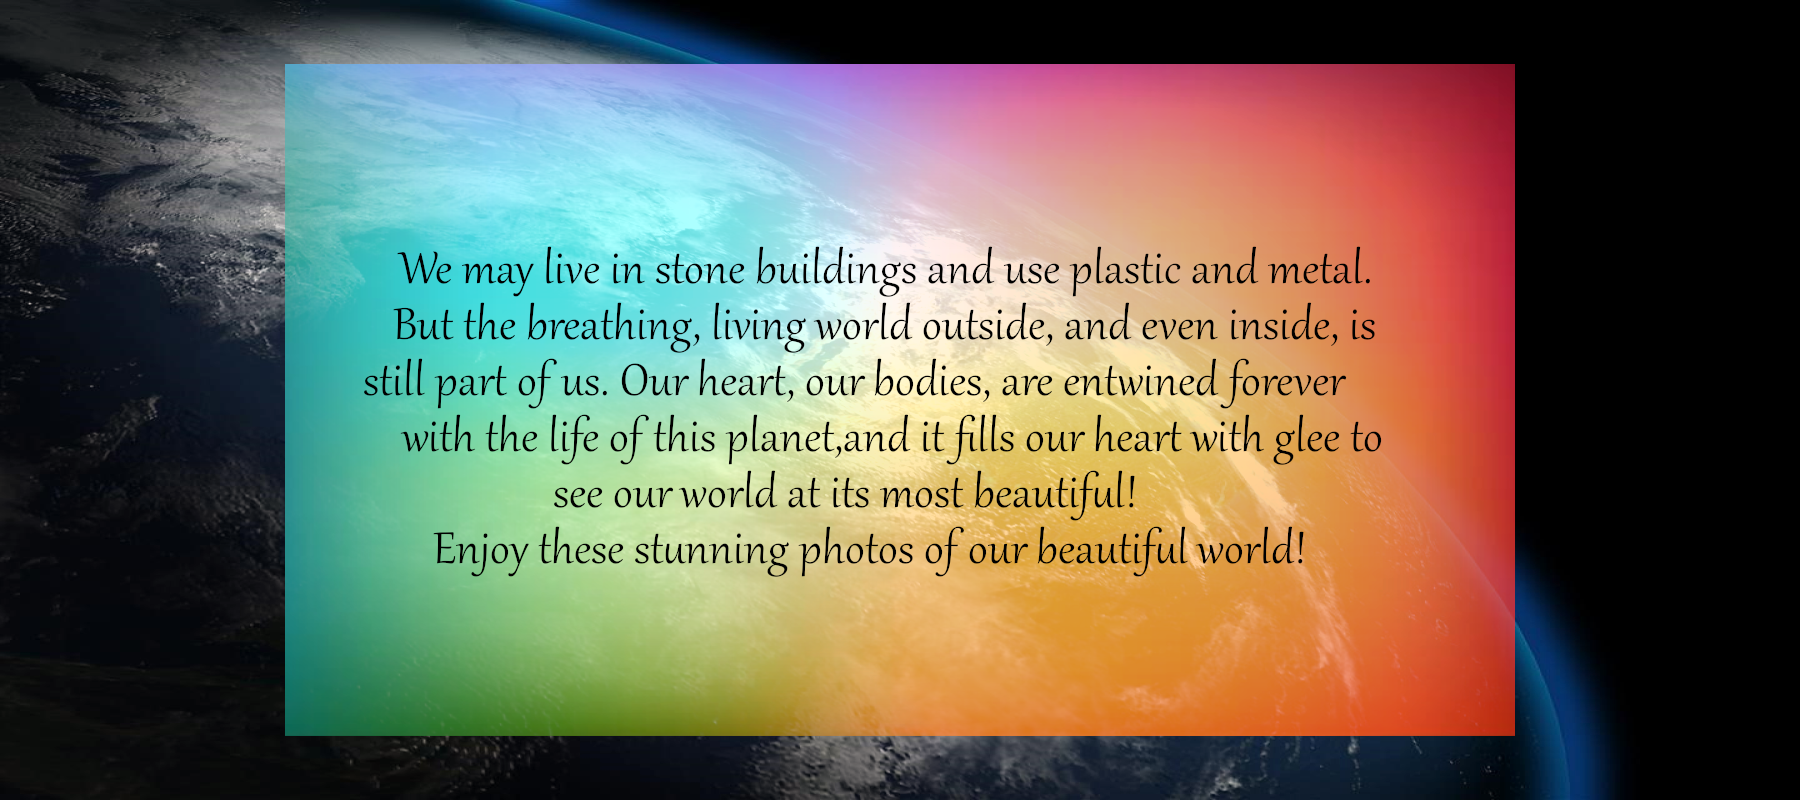 We may live in stone buildings and use plastic and metal.
But the breathing, living world outside, and even inside, is
still part of us. Our heart, our bodies, are entwined forever
with the life of this planet,and it fills our heart with glee to
see our world at its most beautiful!
Enjoy these stunning photos of our beautiful world!